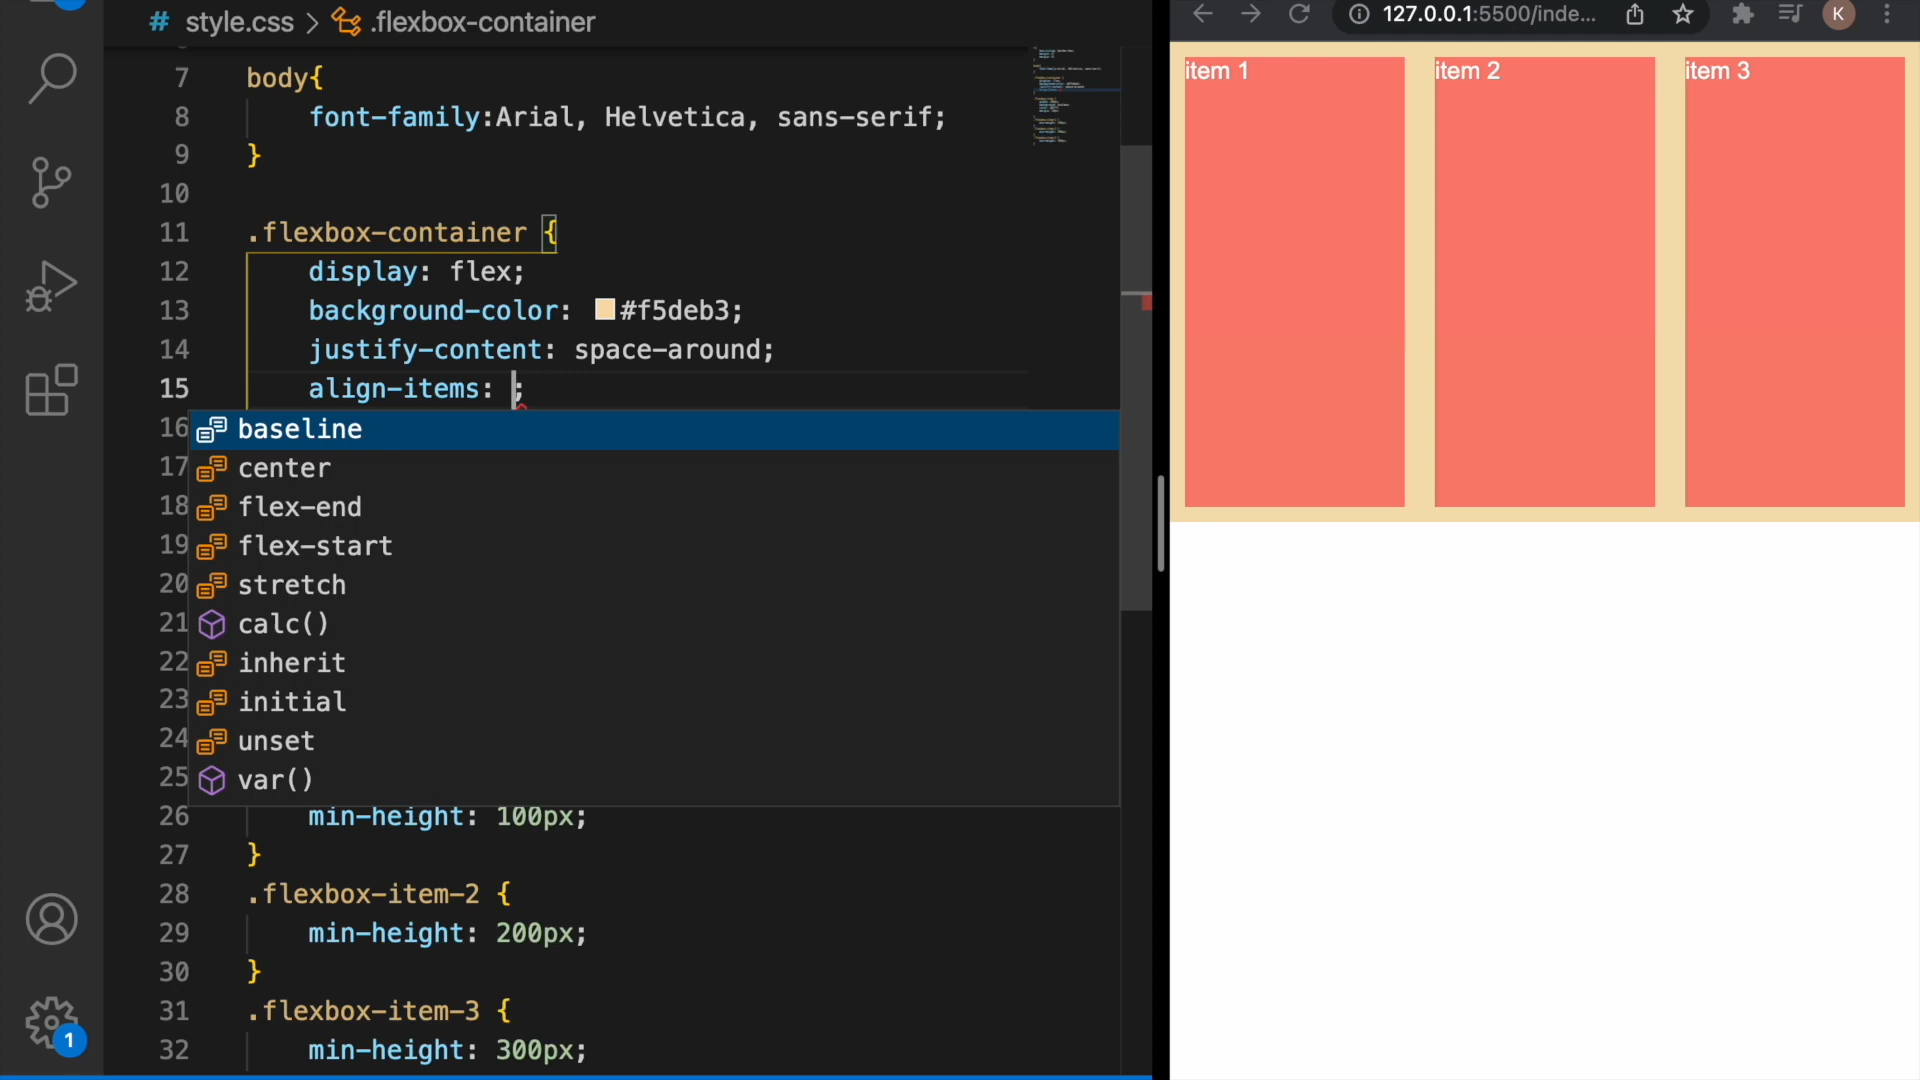 # style.css > .flexbox-container
7 body{
8 font-family:Arial, Helvetica, sans-serif;
9 }
10
11 .flexbox-container {
12 display: flex;
13 background-color: #f5deb3;
14 justify-content: space-around;
15 align-items: ;
16 baseline
17 center
18 flex-end
19 flex-start
20 stretch
21 calc()
22 inherit
23 initial
24 unset
25 var()
26 min-height: 100px;
27 }
28 .flexbox-item-2 {
29 min-height: 200px;
30 }
31 .flexbox-item-3 {
32 min-height: 300px;
1
127.0.0.1:5500/inde...
K
item 1
item 2
item 3